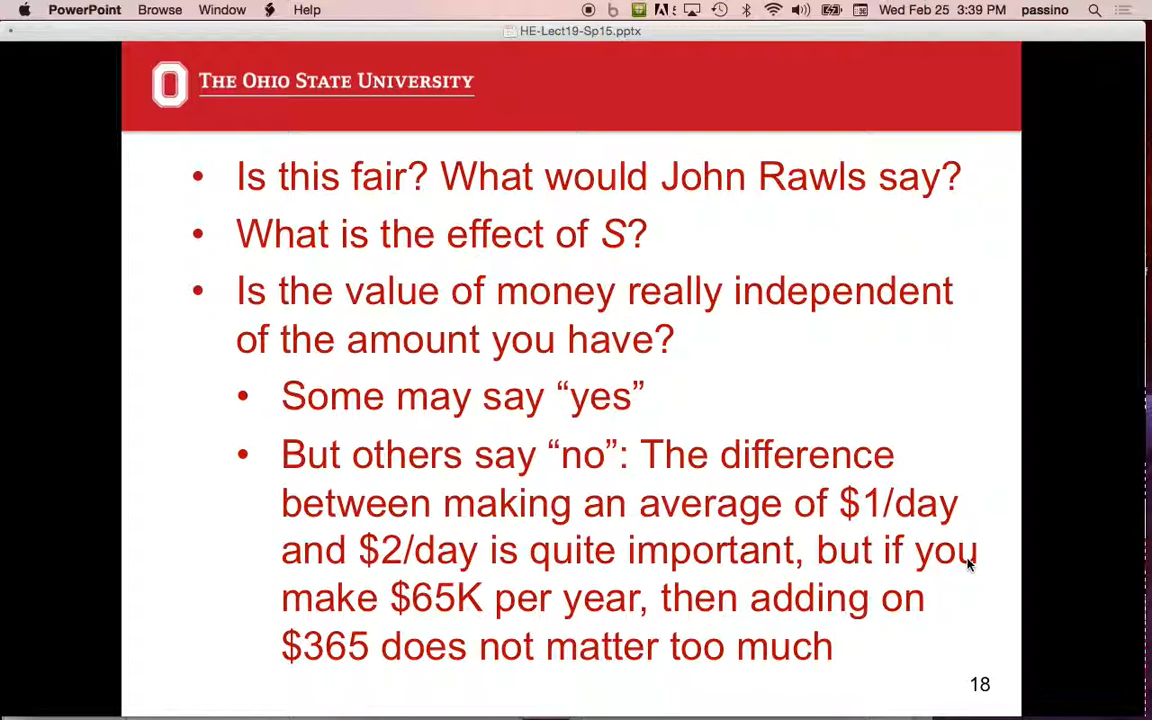 PowerPoint Browse Window Help Wed Feb 25 3:39 PM passino
HE-Lect19-Sp15.pptx
THE OHIO STATE UNIVERSITY
• Is this fair? What would John Rawls say?
• What is the effect of S?
• Is the value of money really independent
of the amount you have?
• Some may say “yes”
• But others say “no”: The difference
between making an average of $1/day
and $2/day is quite important, but if you
make $65K per year, then adding on
$365 does not matter too much
18